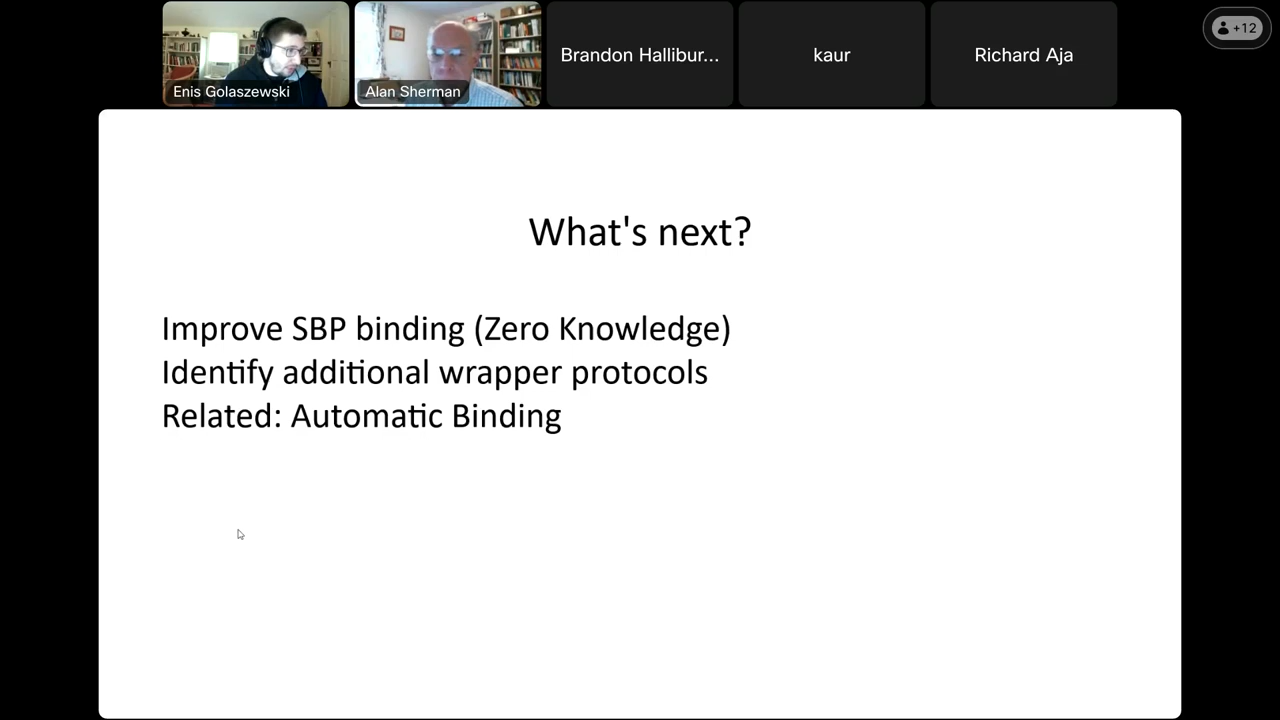 Enis Golaszewski
Alan Sherman
Brandon Hallibur...
kaur
Richard Aja
+12
What's next?
Improve SBP binding (Zero Knowledge)
Identify additional wrapper protocols
Related: Automatic Binding